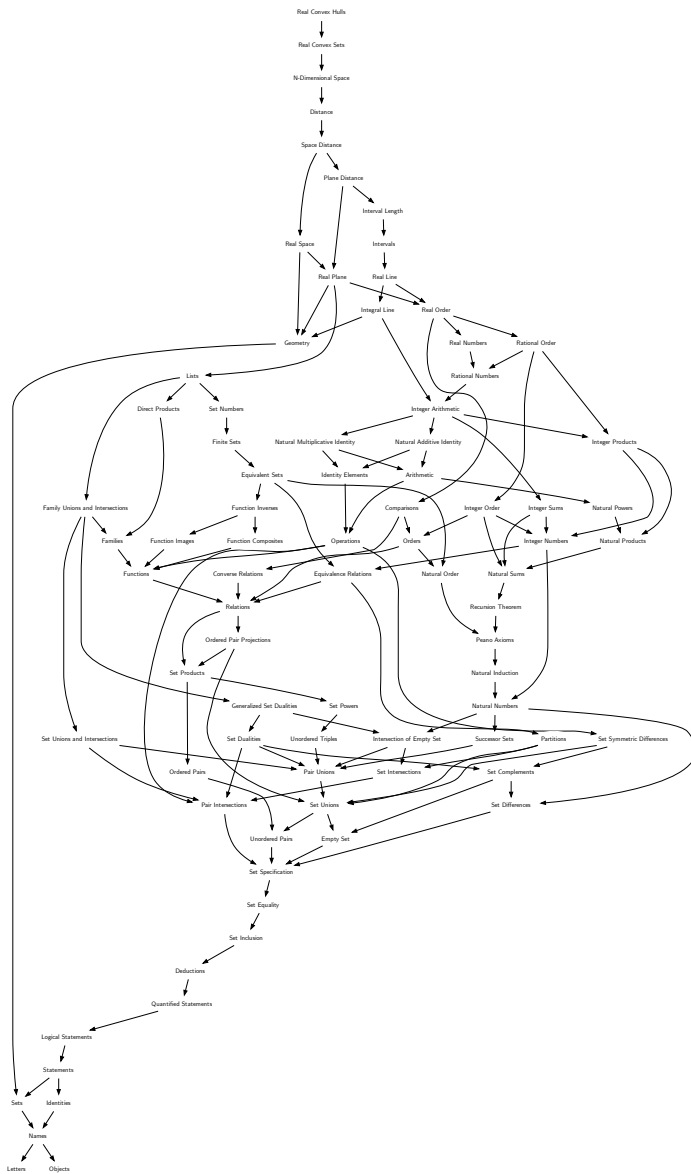 Real Convex Hulls
Real Convex Sets
N-Dimensional Space
Distance
Space Distance
Plane Distance
Interval Length
Real Space
Intervals
Real Plane
Real Line
Integral Line
Real Order
Geometry
Real Numbers
Rational Order
Lists
Rational Numbers
Direct Products
Set Numbers
Integer Arithmetic
Finite Sets
Natural Multiplicative Identity
Natural Additive Identity
Integer Products
Equivalent Sets
Identity Elements
Arithmetic
Family Unions and Intersections
Function Inverses
Comparisons
Integer Order
Integer Sums
Natural Powers
Families
Function Images
Function Composites
Operations
Orders
Integer Numbers
Natural Products
Functions
Converse Relations
Equivalence Relations
Natural Order
Natural Sums
Relations
Recursion Theorem
Ordered Pair Projections
Peano Axioms
Set Products
Natural Induction
Generalized Set Dualities
Set Powers
Natural Numbers
Set Unions and Intersections
Set Dualities
Unordered Triples
Intersection of Empty Set
Successor Sets
Partitions
Set Symmetric Differences
Ordered Pairs
Pair Unions
Set Intersections
Set Complements
Pair Intersections
Set Unions
Set Differences
Unordered Pairs
Empty Set
Set Specification
Set Equality
Set Inclusion
Deductions
Quantified Statements
Logical Statements
Statements
Sets
Identities
Names
Letters
Objects